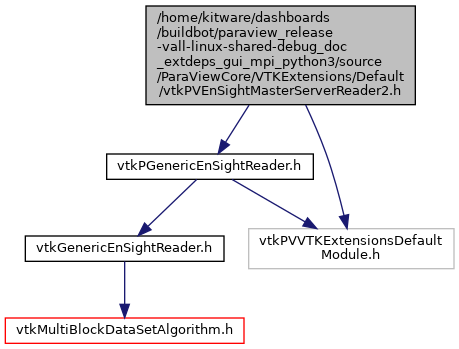 /home/kitware/dashboards
/buildbot/paraview_release
-vall-linux-shared-debug_doc
_extdeps_gui_mpi_python3/source
/ParaViewCore/VTKExtensions/Default
/vtkPVEnSightMasterServerReader2.h
vtkPGenericEnSightReader.h
vtkGenericEnSightReader.h
vtkPVVTKExtensionsDefault
Module.h
vtkMultiBlockDataSetAlgorithm.h